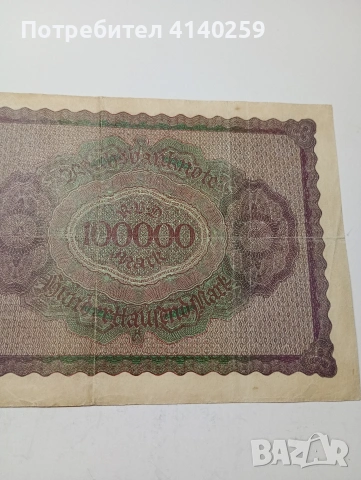 Потребител 4140259
Reichsbanknote
100000
Mark
Hunderttausend Mark
BAZAR
bg